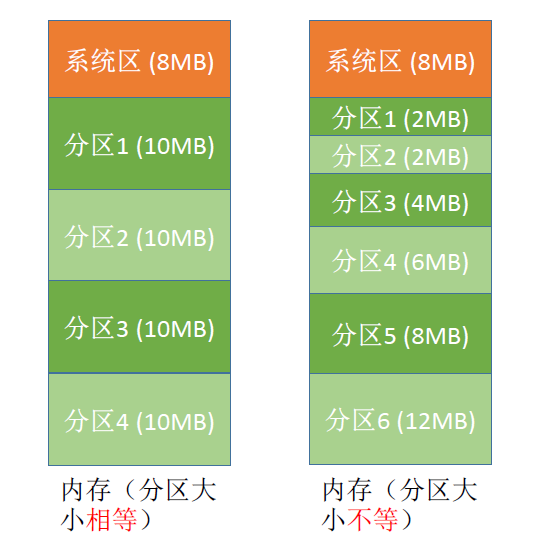 系统区 (8MB)
分区1 (10MB)
分区2 (10MB)
分区3 (10MB)
分区4 (10MB)
内存（分区大
小相等）
系统区 (8MB)
分区1 (2MB)
分区2 (2MB)
分区3 (4MB)
分区4 (6MB)
分区5 (8MB)
分区6 (12MB)
内存（分区大
小不等）